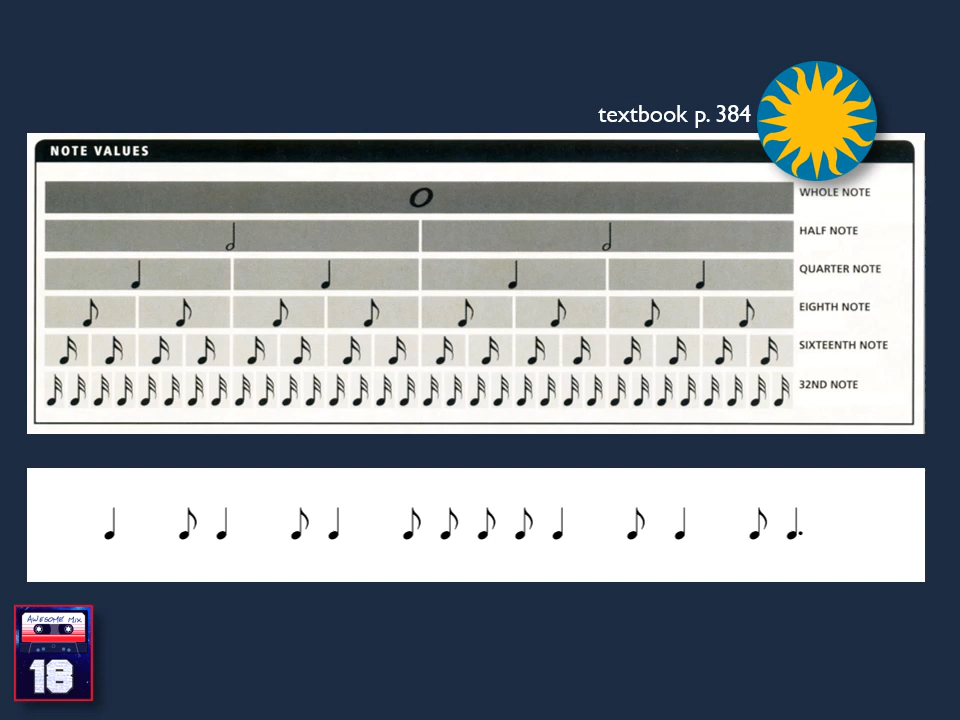 textbook p. 384
NOTE VALUES
WHOLE NOTE
HALF NOTE
QUARTER NOTE
EIGHTH NOTE
SIXTEENTH NOTE
32ND NOTE
AWESOME MIX
18